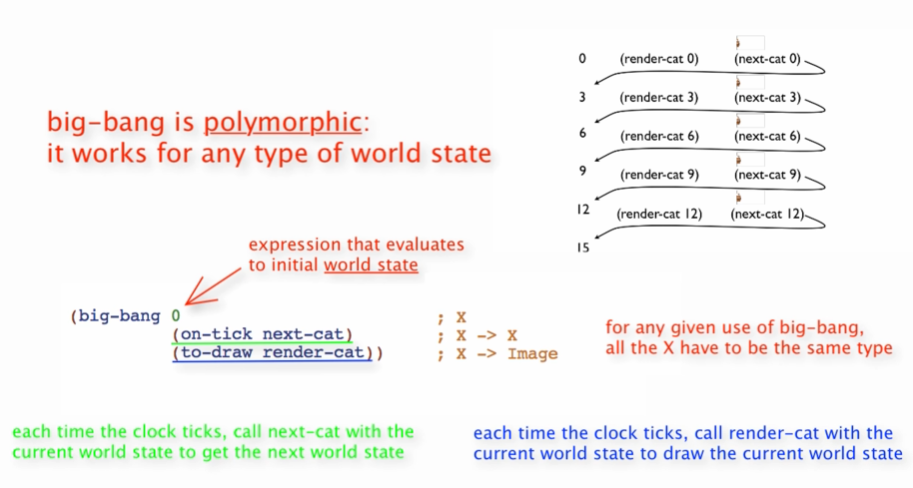 big-bang is polymorphic:
it works for any type of world state
0 (render-cat 0) (next-cat 0)
3 (render-cat 3) (next-cat 3)
6 (render-cat 6) (next-cat 6)
9 (render-cat 9) (next-cat 9)
12 (render-cat 12) (next-cat 12)
15
expression that evaluates
to initial world state
(big-bang 0 ; X
(on-tick next-cat) ; X -> X
(to-draw render-cat)) ; X -> Image
for any given use of big-bang,
all the X have to be the same type
each time the clock ticks, call next-cat with the
current world state to get the next world state
each time the clock ticks, call render-cat with the
current world state to draw the current world state